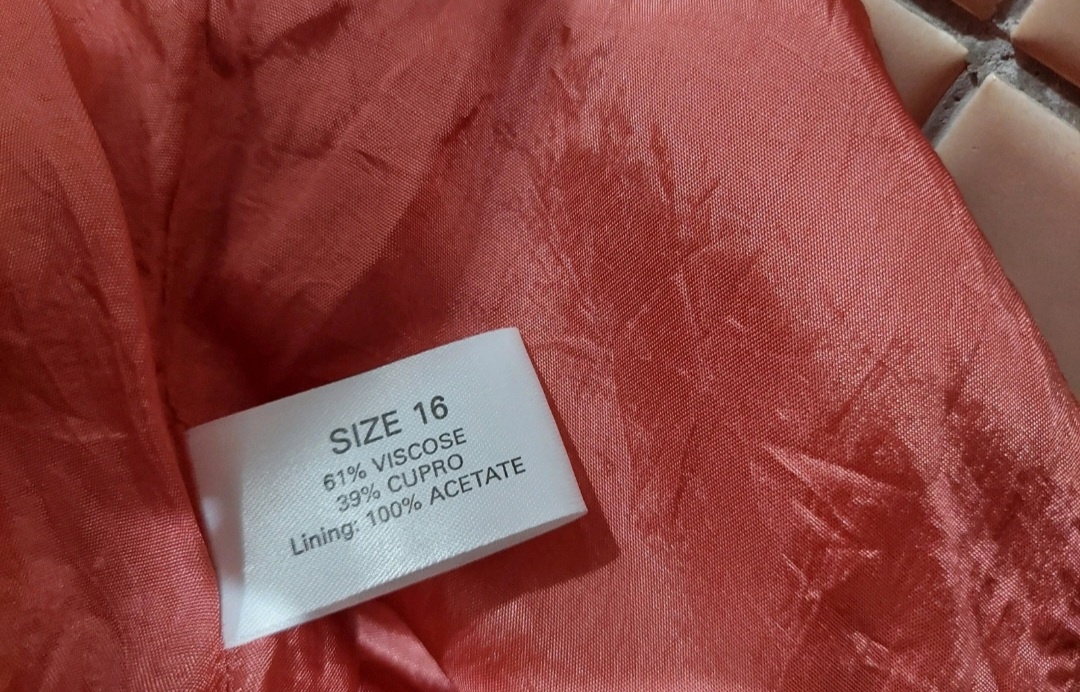 SIZE 16
61% VISCOSE
39% CUPRO
Lining: 100% ACETATE